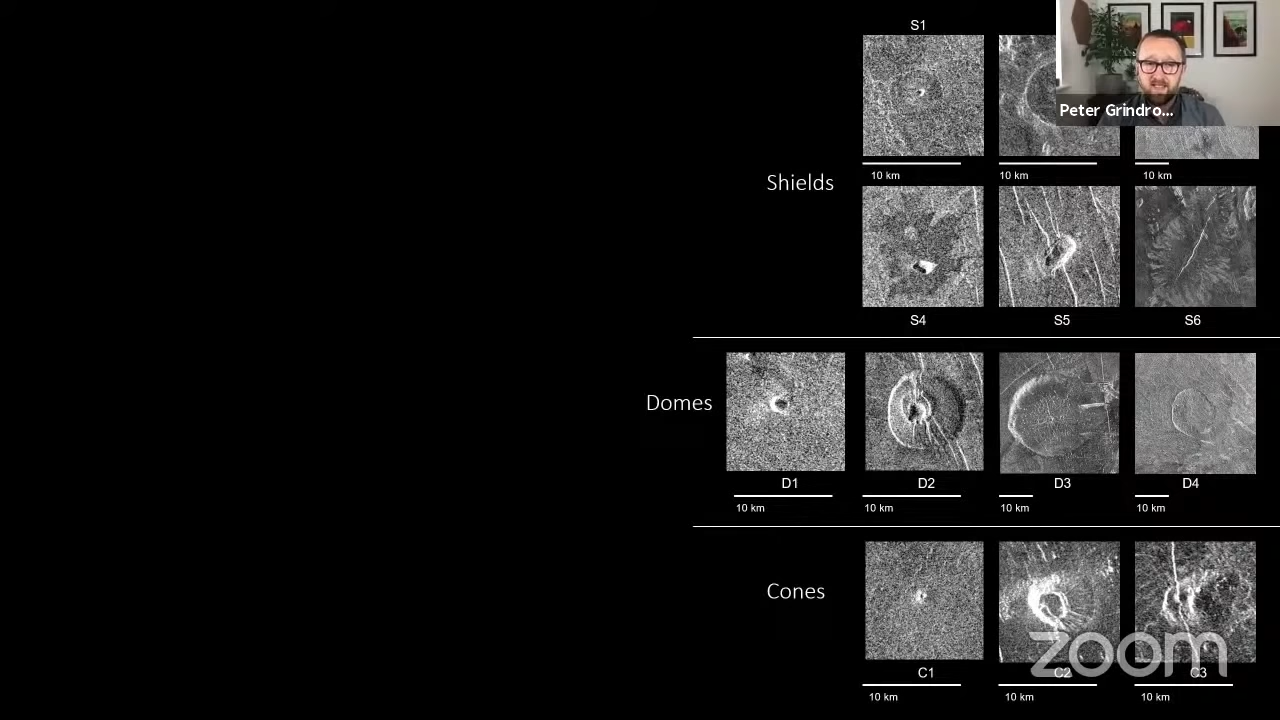 S1
Peter Grindro...
10 km
10 km
10 km
Shields
S4
S5
S6
Domes
D1
D2
D3
D4
10 km
10 km
10 km
10 km
Cones
zoom
C1
C2
C3
10 km
10 km
10 km